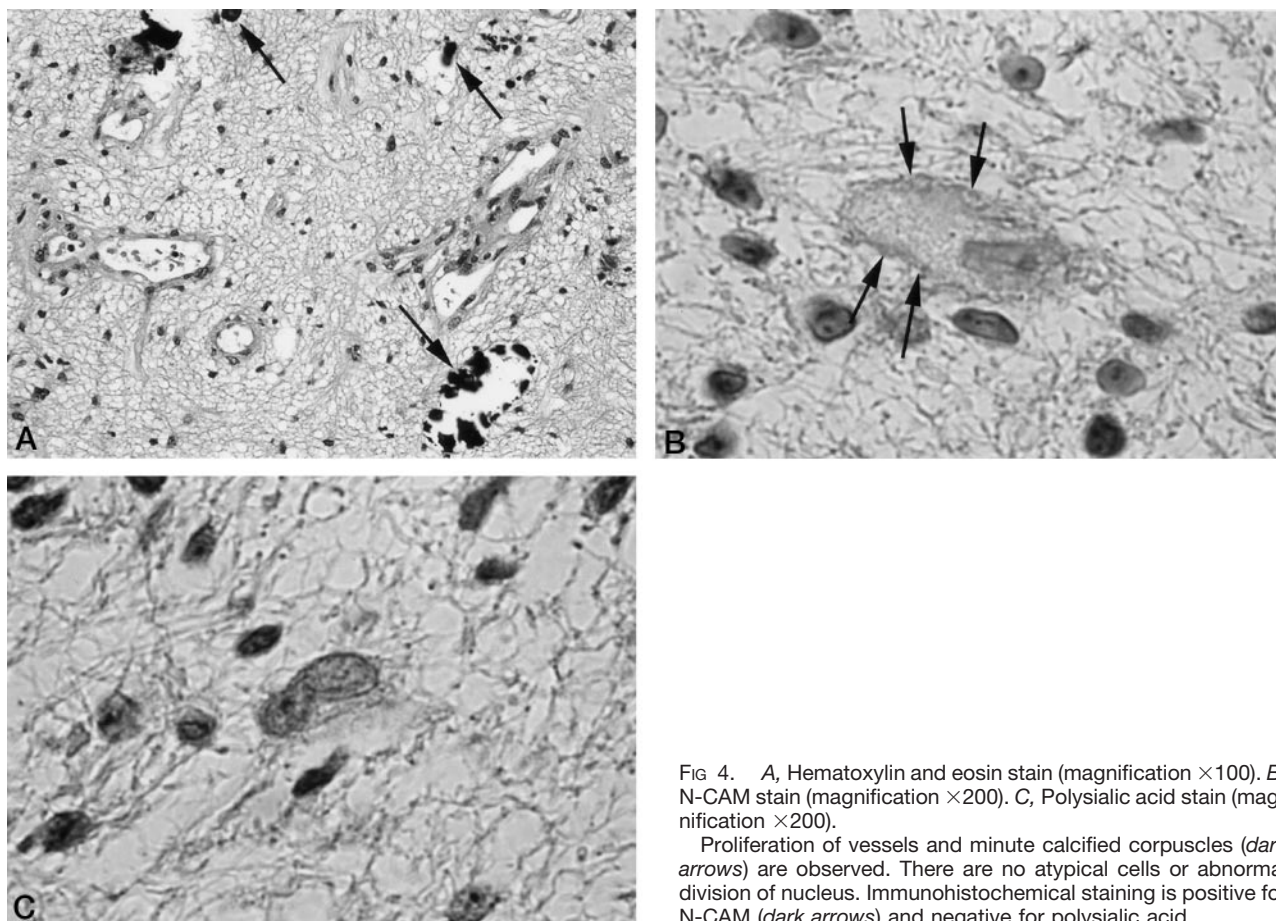 A
B
C
FIG 4. A, Hematoxylin and eosin stain (magnification ×100). B
N-CAM stain (magnification ×200). C, Polysialic acid stain (mag
nification ×200).
Proliferation of vessels and minute calcified corpuscles (dar
arrows) are observed. There are no atypical cells or abnorma
division of nucleus. Immunohistochemical staining is positive fo
N-CAM (dark arrows) and negative for polysialic acid